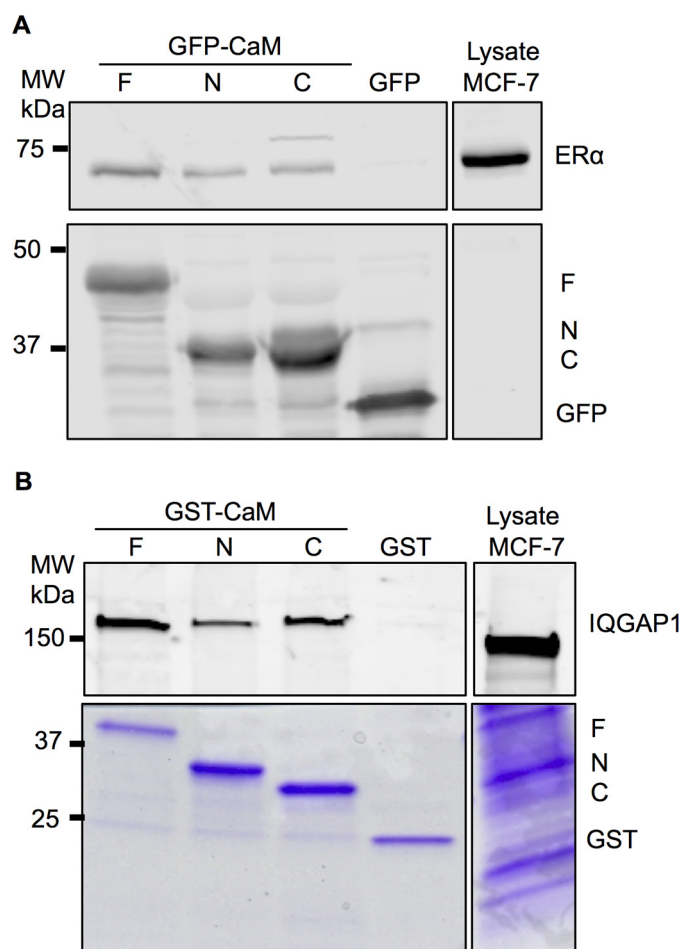 A
GFP-CaM
Lysate
MW F N C GFP MCF-7
kDa
75 ERα
50
F
N
37
C
GFP
B
GST-CaM
Lysate
F N C GST MCF-7
MW
kDa
IQGAP1
150
F
37
N
C
25
GST